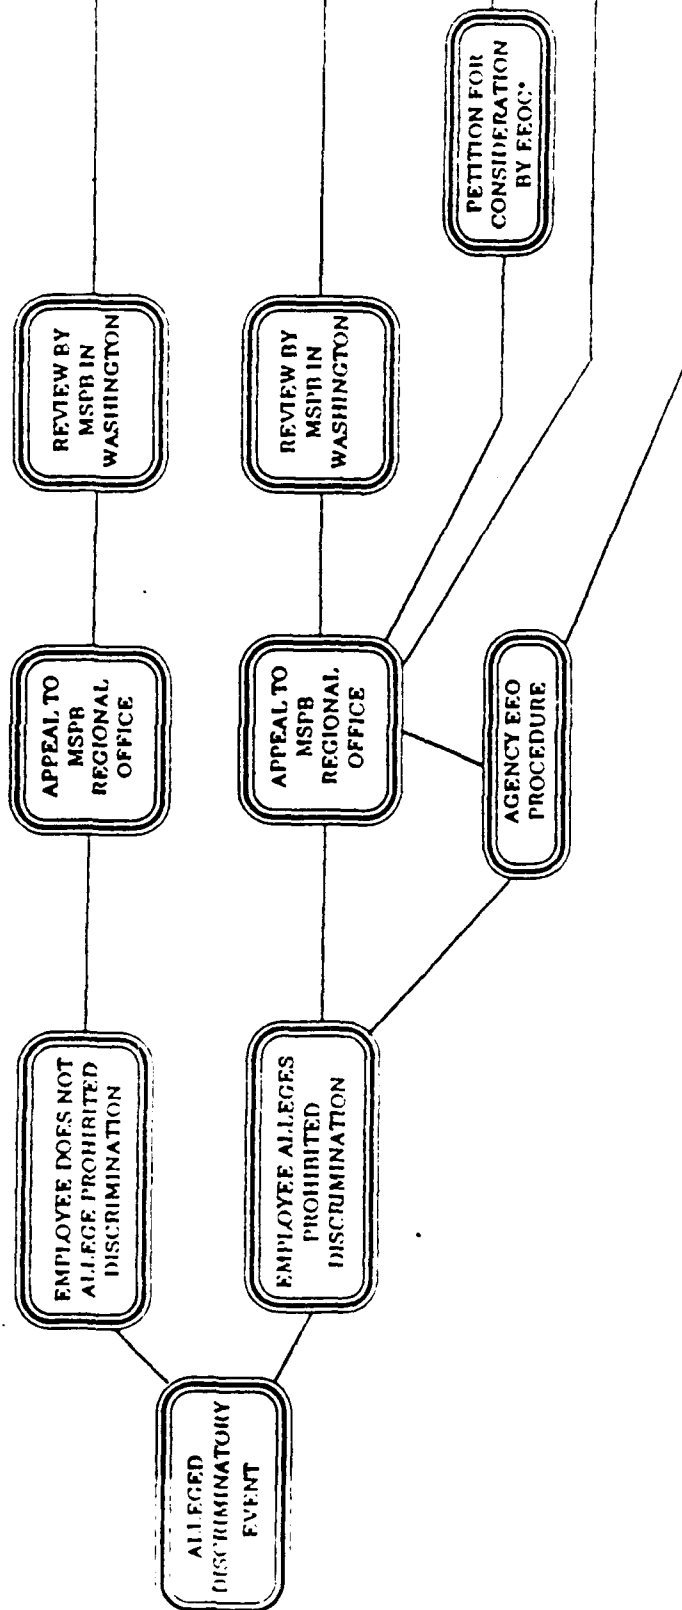 ALLEGED
DISCRIMINATORY
EVENT
EMPLOYEE DOES NOT
ALLEGE PROHIBITED
DISCRIMINATION
EMPLOYEE ALLEGES
PROHIBITED
DISCRIMINATION
APPEAL TO
MSPB
REGIONAL
OFFICE
APPEAL TO
MSPB
REGIONAL
OFFICE
AGENCY EEO
PROCEDURE
REVIEW BY
MSPB IN
WASHINGTON
REVIEW BY
MSPB IN
WASHINGTON
PETITION FOR
CONSIDERATION
BY EEOC*